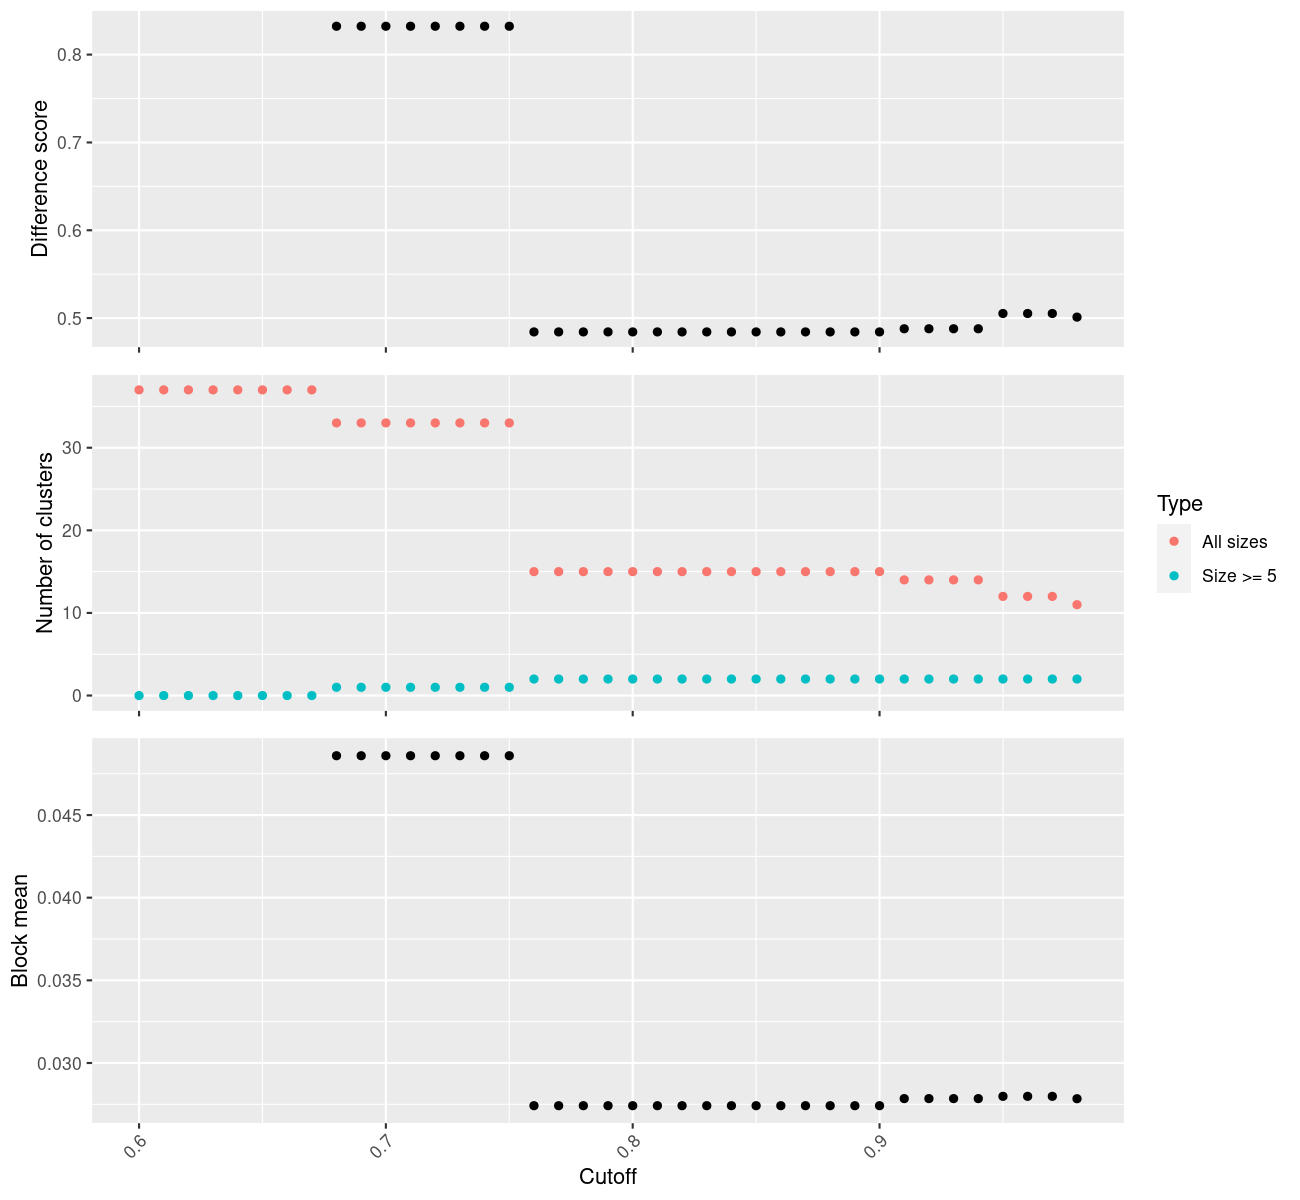 Difference score
0.8
0.7
0.6
0.5
Number of clusters
30
20
10
0
Type
All sizes
Size >= 5
Block mean
0.045
0.040
0.035
0.030
0.6
0.7
0.8
0.9
Cutoff